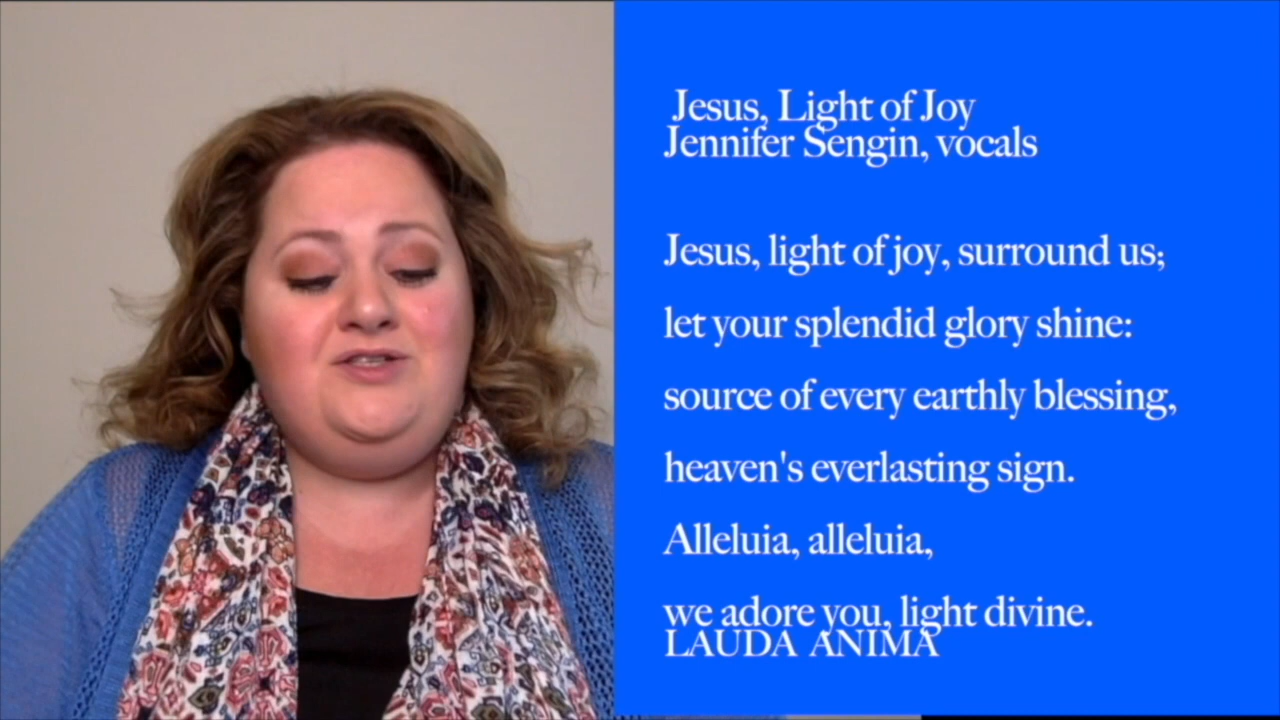 Jesus, Light of Joy
Jennifer Sengin, vocals
Jesus, light of joy, surround us;
let your splendid glory shine:
source of every earthly blessing,
heaven's everlasting sign.
Alleluia, alleluia,
we adore you, light divine.
LAUDA ANIMA